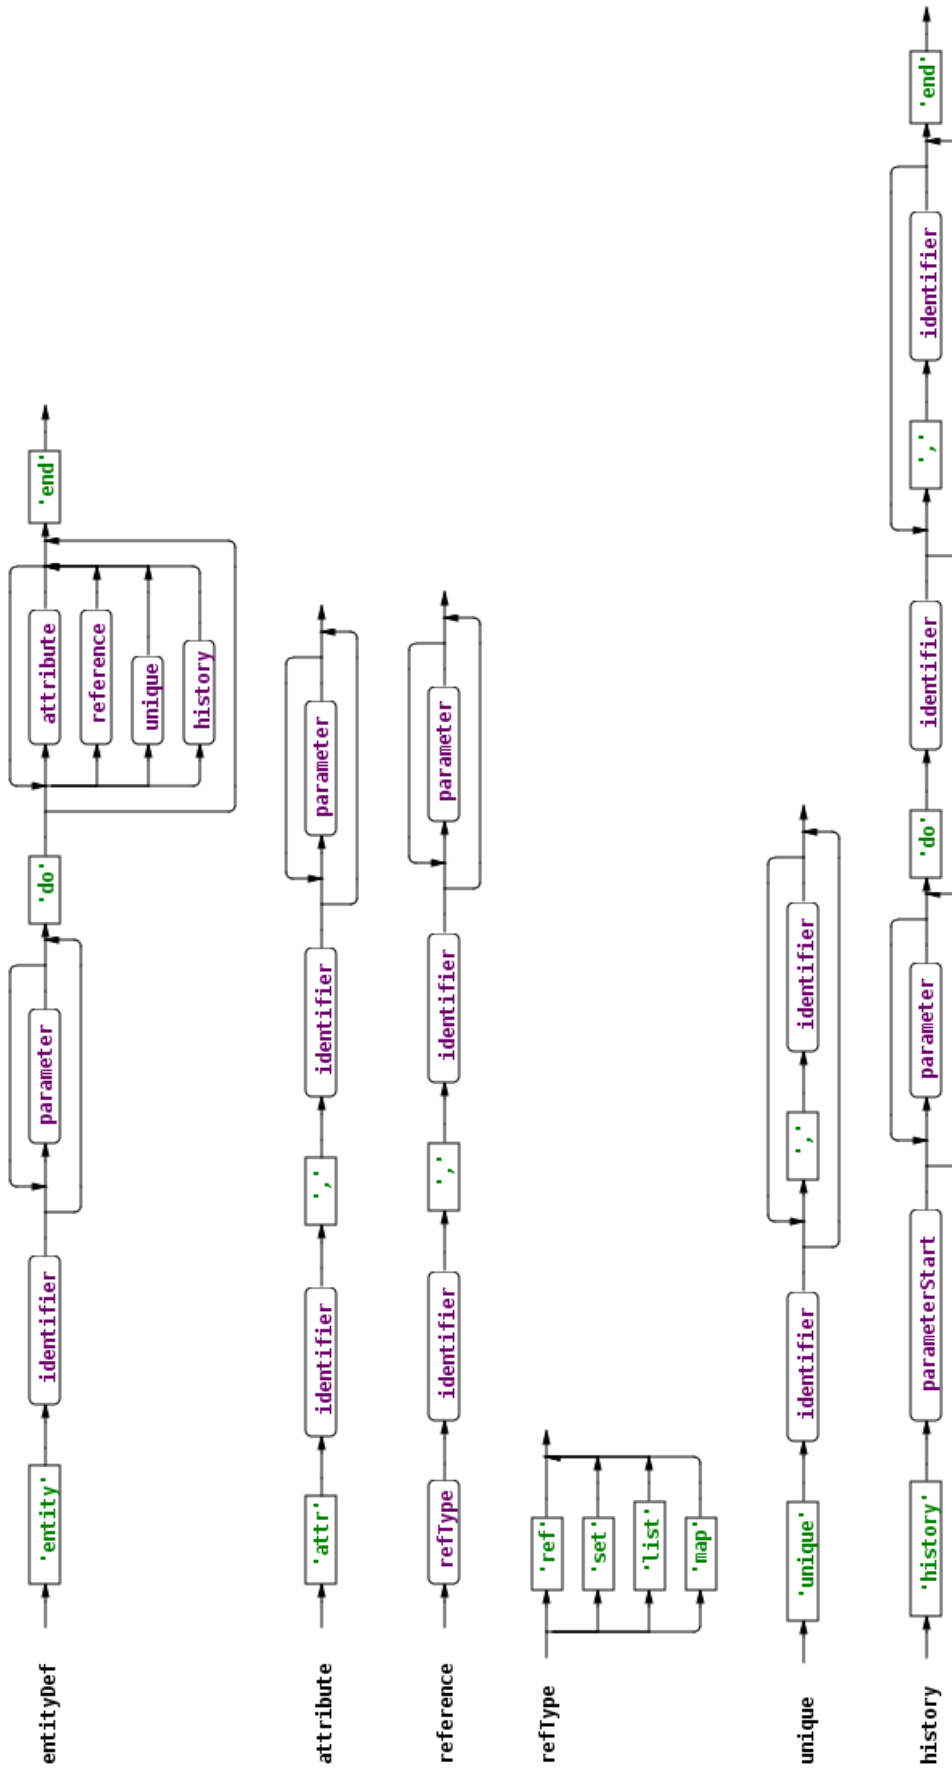 entityDef 'entity' identifier parameter 'do' attribute 'end'
reference
unique
history
attribute 'attr' identifier ',' identifier parameter
reference refType identifier ',' identifier parameter
refType 'ref'
'set'
'list'
'map'
unique 'unique' identifier ',' identifier
history 'history' parameterStart parameter 'do' identifier ',' identifier 'end'